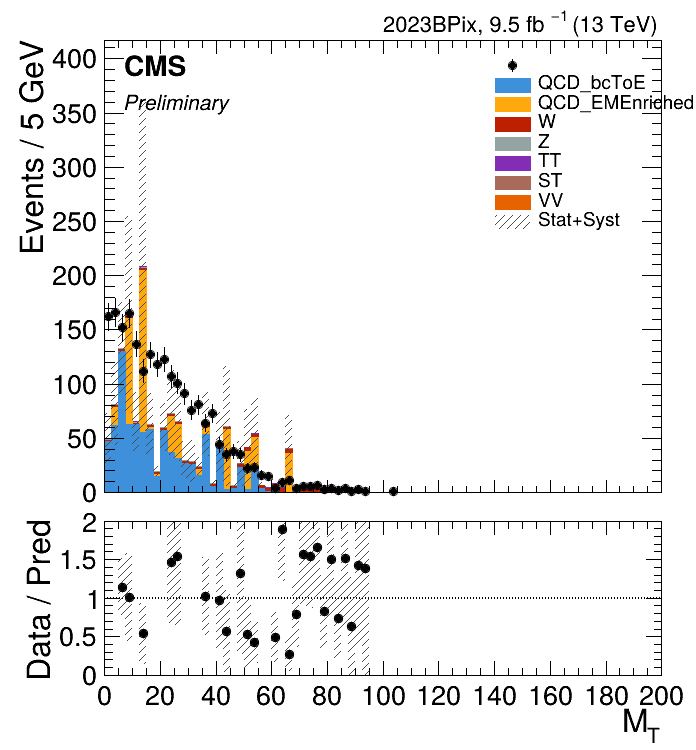 2023BPix, 9.5 fb⁻¹ (13 TeV)
CMS
Preliminary
QCD_bcToE
QCD_EMEnriched
W
Z
TT
ST
VV
Stat+Syst
Events / 5 GeV
400
350
300
250
200
150
100
50
0
Data / Pred
2
1.5
1
0.5
0
0 20 40 60 80 100 120 140 160 180 200
M_T